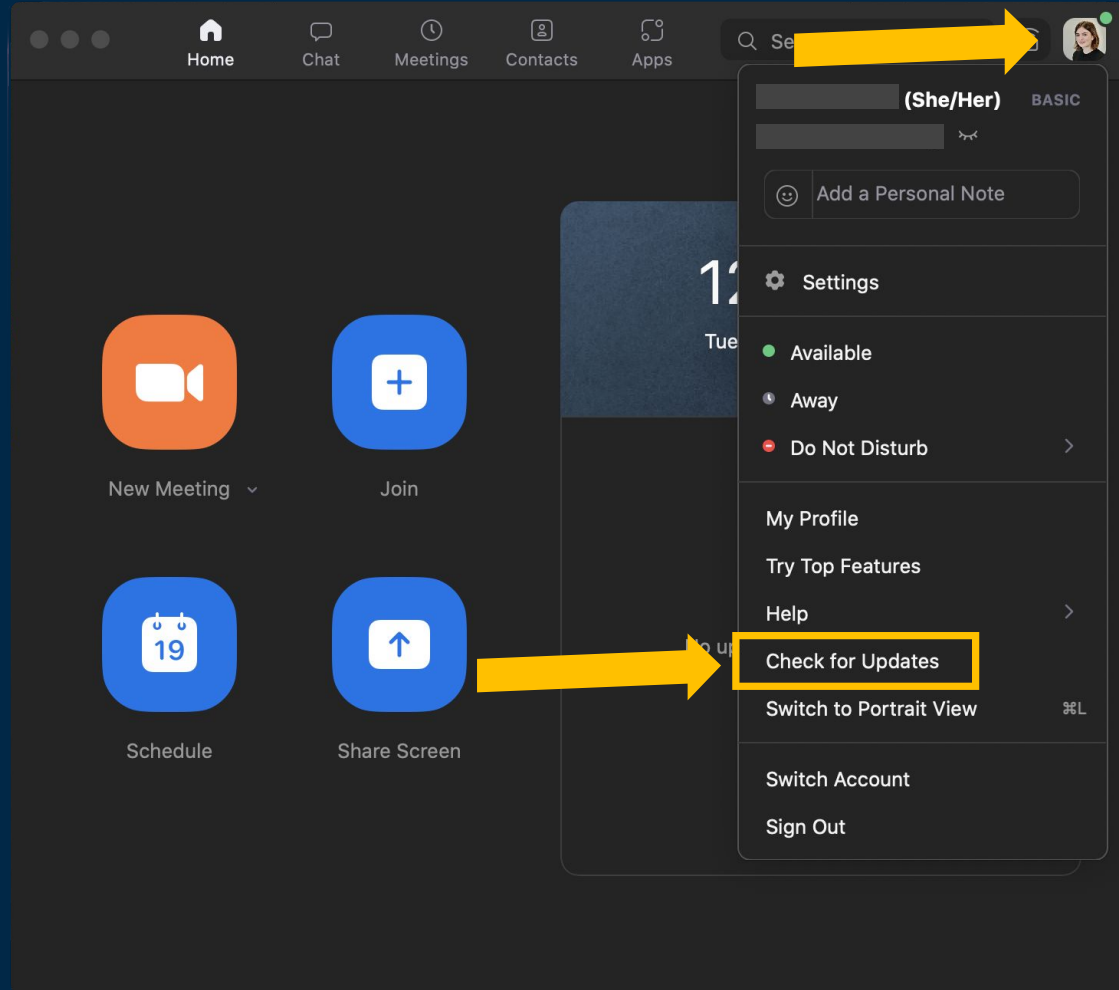 Home
Chat
Meetings
Contacts
Apps
(She/Her) BASIC
Add a Personal Note
Settings
Tue
Available
Away
Do Not Disturb
New Meeting
Join
My Profile
Try Top Features
Help
Check for Updates
Switch to Portrait View ⌘L
19
Schedule
Share Screen
Switch Account
Sign Out